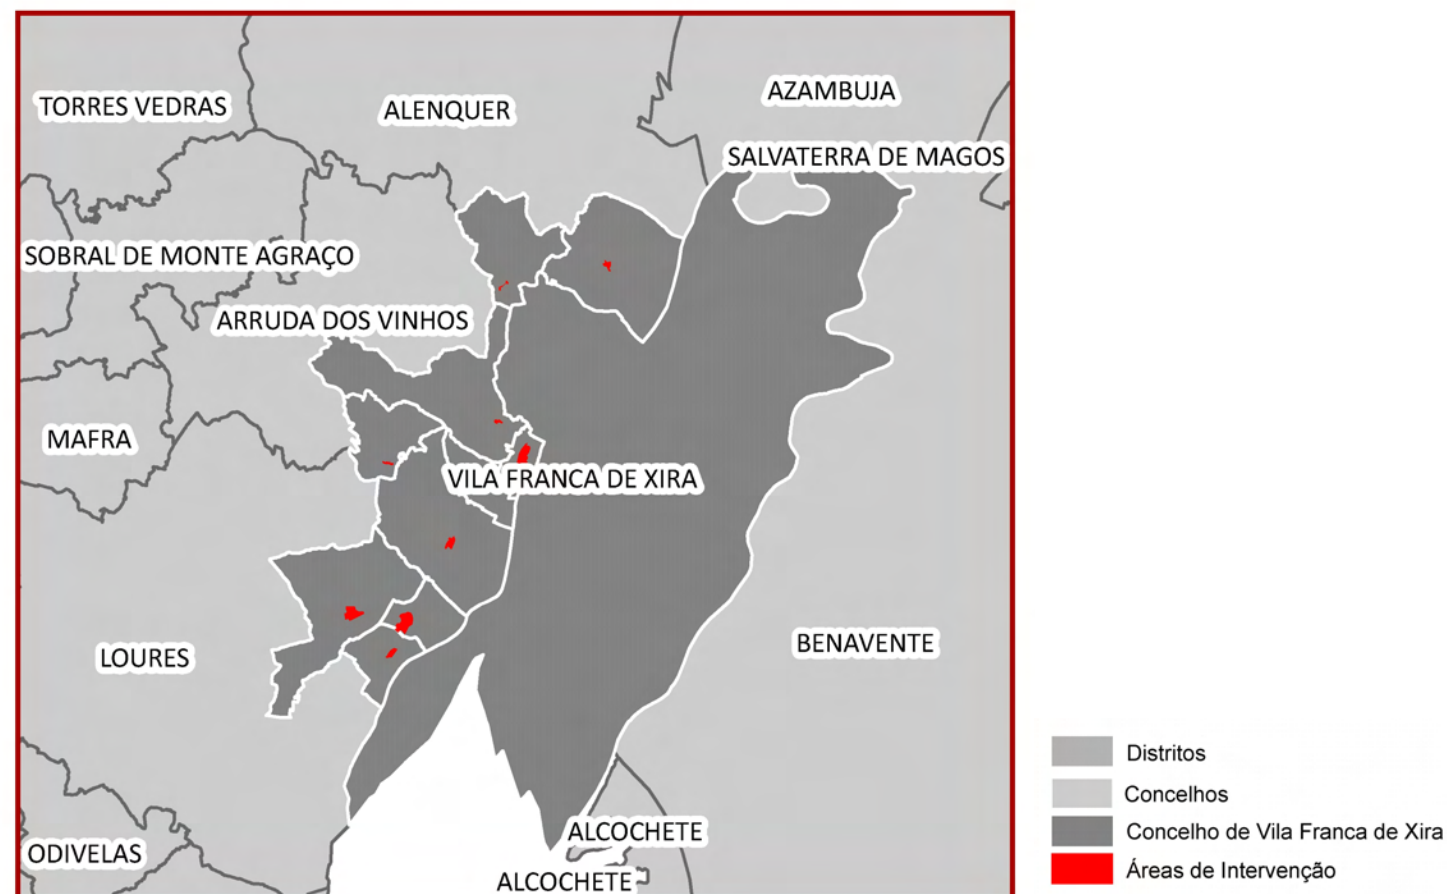 AZAMBUJA
TORRES VEDRAS
ALENQUER
SALVATERRA DE MAGOS
SOBRAL DE MONTE AGRAÇO
ARRUDA DOS VINHOS
MAFRA
VILA FRANCA DE XIRA
LOURES
BENAVENTE
ALCOCHETE
ODIVELAS
ALCOCHETE
Distritos
Concelhos
Concelho de Vila Franca de Xira
Áreas de Intervenção